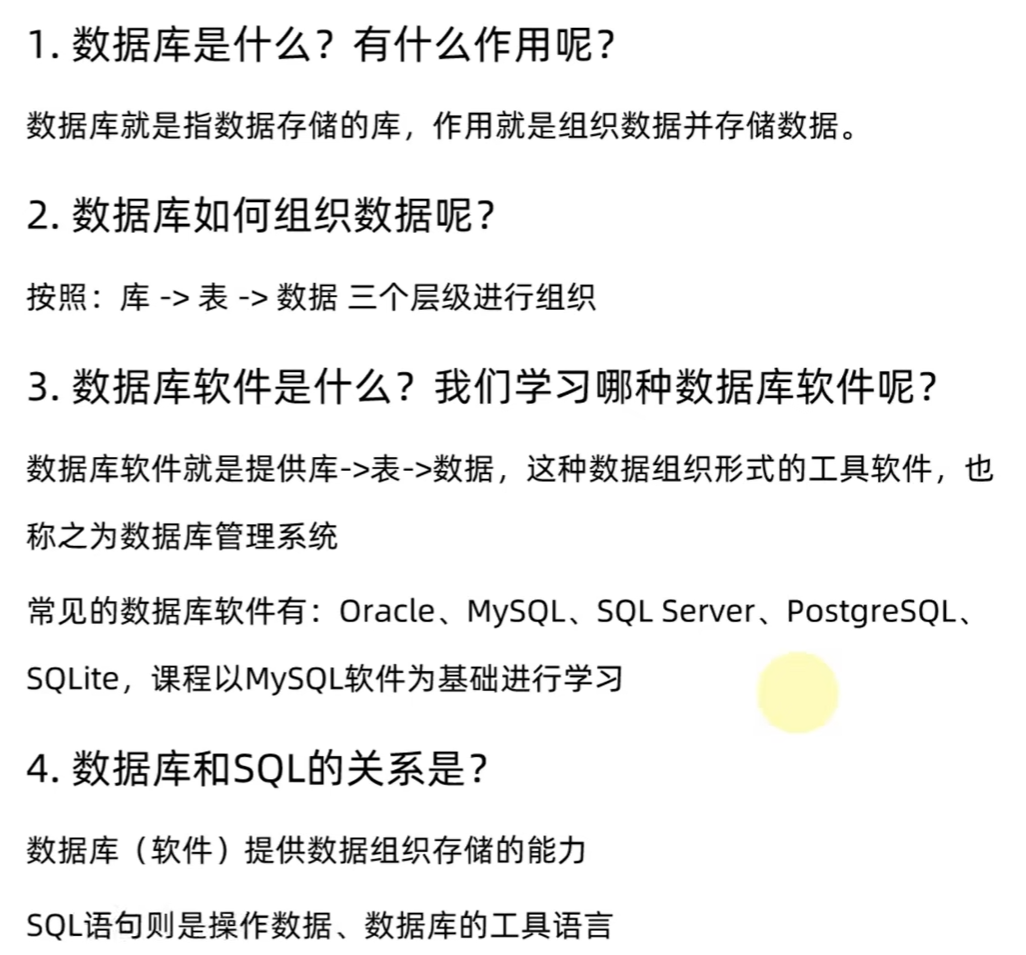 1. 数据库是什么？有什么作用呢？
数据库就是指数据存储的库，作用就是组织数据并存储数据。
2. 数据库如何组织数据呢？
按照：库 -> 表 -> 数据 三个层级进行组织
3. 数据库软件是什么？我们学习哪种数据库软件呢？
数据库软件就是提供库->表->数据，这种数据组织形式的工具软件，也
称之为数据库管理系统
常见的数据库软件有：Oracle、MySQL、SQL Server、PostgreSQL、
SQLite，课程以MySQL软件为基础进行学习
4. 数据库和SQL的关系是？
数据库（软件）提供数据组织存储的能力
SQL语句则是操作数据、数据库的工具语言